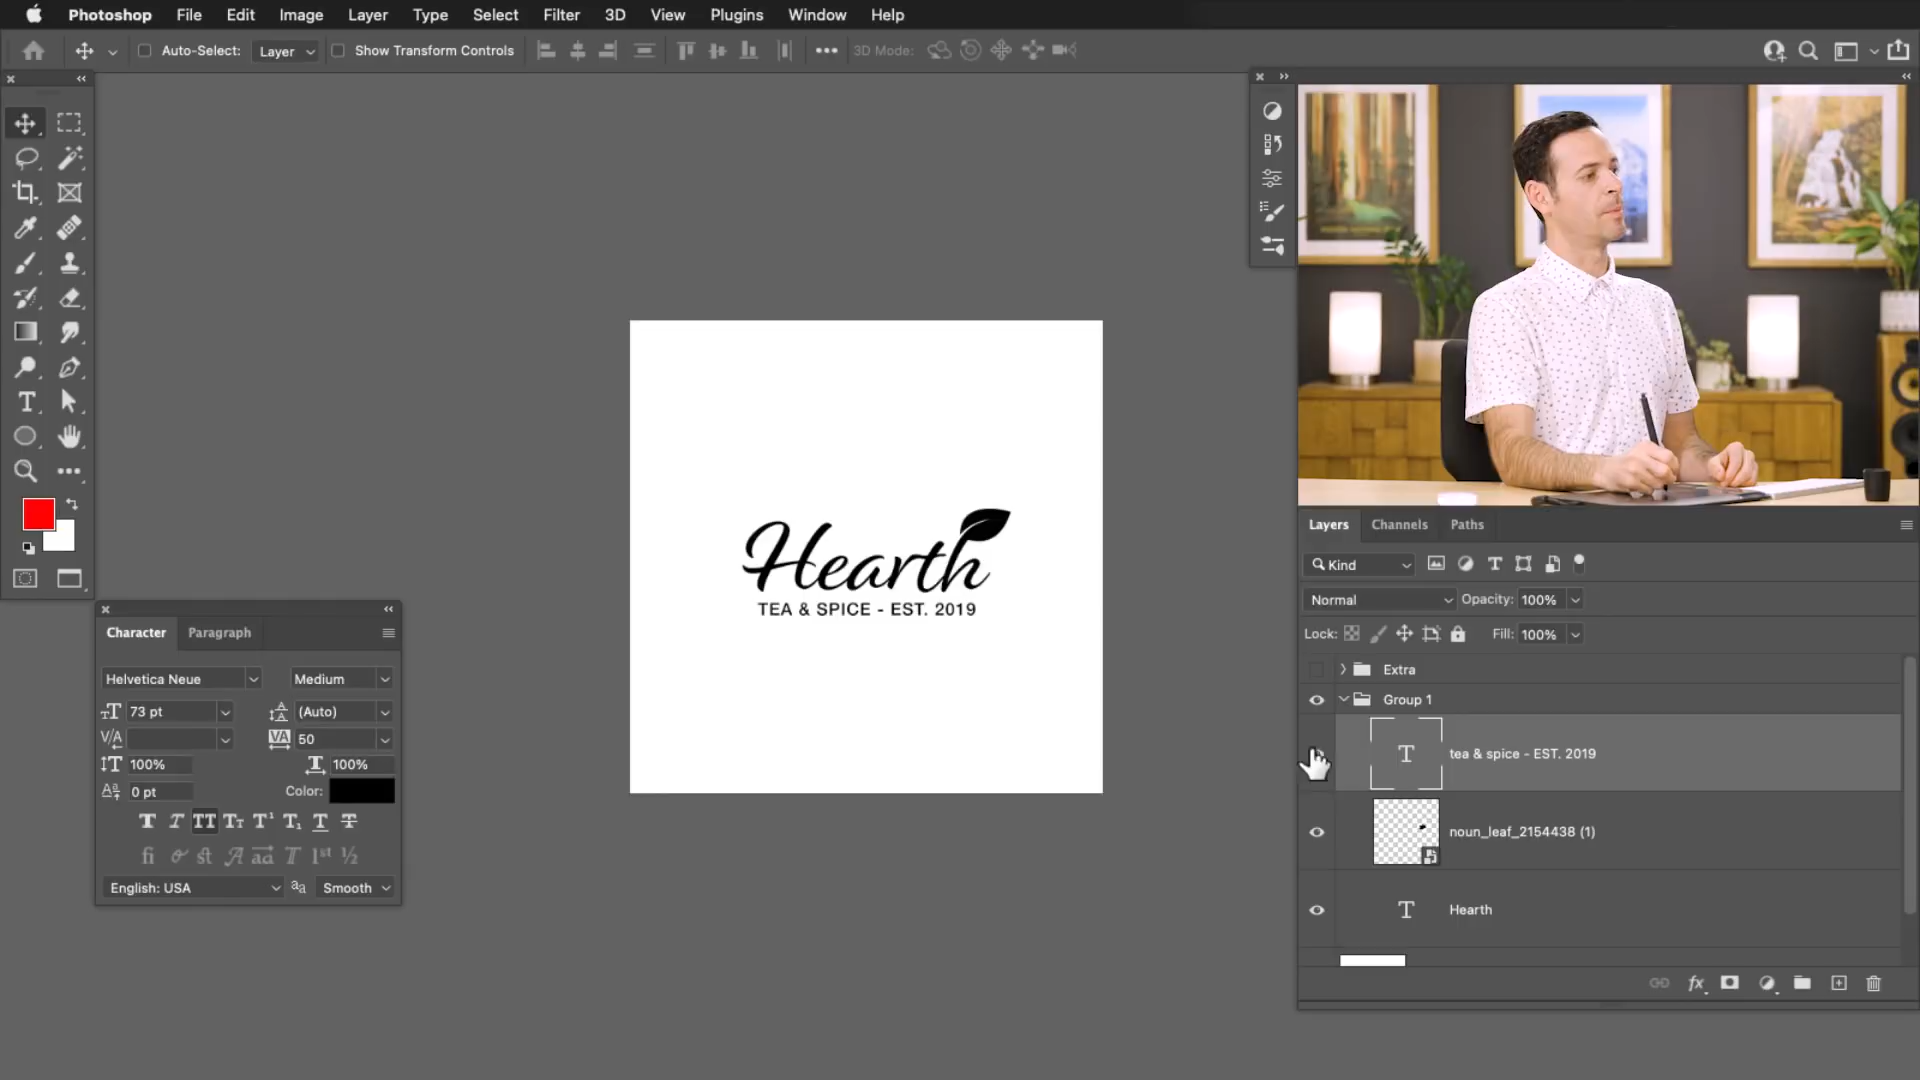 Photoshop File Edit Image Layer Type Select Filter 3D View Plugins Window Help
Auto-Select: Layer Show Transform Controls 3D Mode:
Hearth
TEA & SPICE - EST. 2019
Character Paragraph
Helvetica Neue Medium
73 pt (Auto)
50
100% 100%
0 pt Color:
English: USA Smooth
Layers Channels Paths
Kind
Normal Opacity: 100%
Lock: Fill: 100%
Extra
Group 1
tea & spice - EST. 2019
noun_leaf_2154438 (1)
Hearth